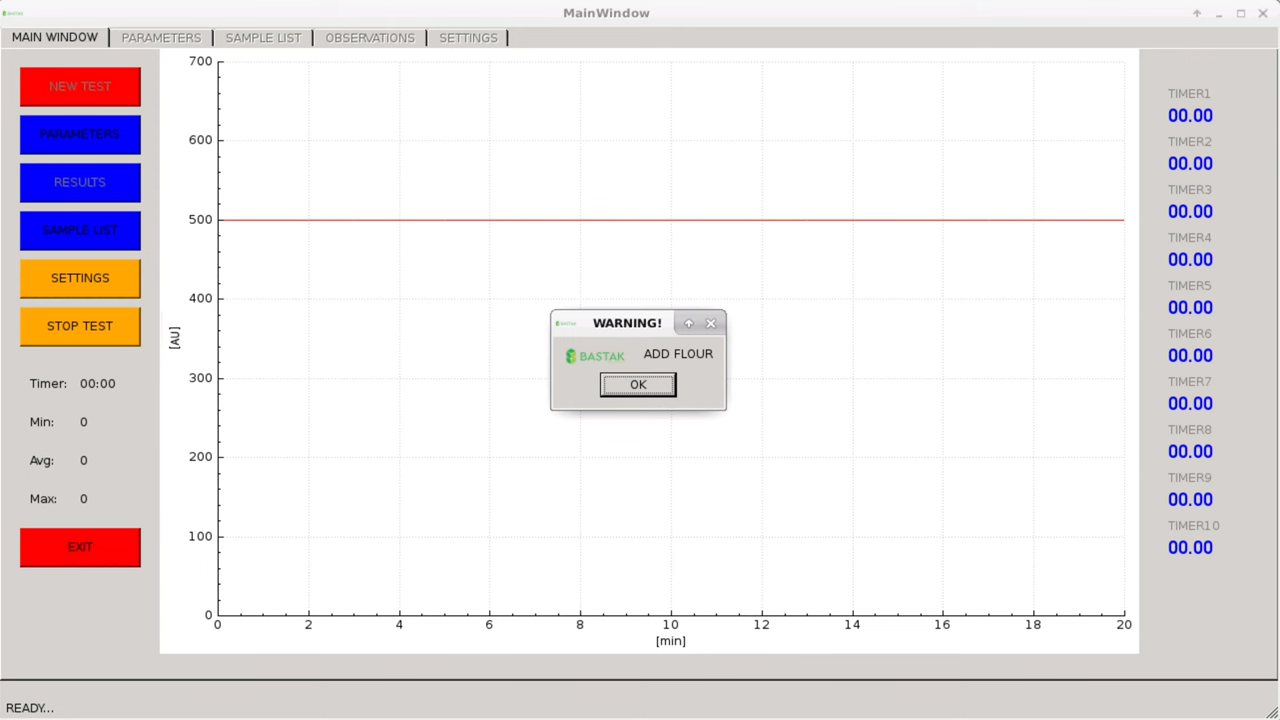 BASTAK
MainWindow
MAIN WINDOW
PARAMETERS
SAMPLE LIST
OBSERVATIONS
SETTINGS
NEW TEST
PARAMETERS
RESULTS
SAMPLE LIST
SETTINGS
STOP TEST
Timer: 00:00
Min: 0
Avg: 0
Max: 0
EXIT
700
600
500
400
300
200
100
0
[AU]
0 2 4 6 8 10 12 14 16 18 20
[min]
BASTAK WARNING!
BASTAK ADD FLOUR
OK
TIMER1
00.00
TIMER2
00.00
TIMER3
00.00
TIMER4
00.00
TIMER5
00.00
TIMER6
00.00
TIMER7
00.00
TIMER8
00.00
TIMER9
00.00
TIMER10
00.00
READY...